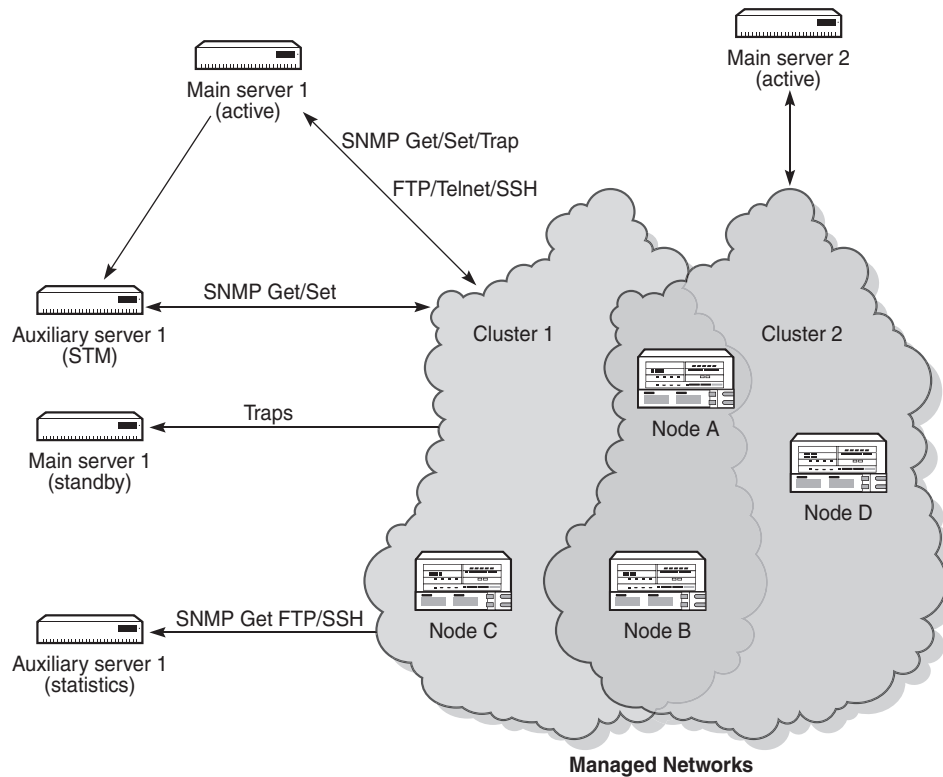 Main server 1
(active)
Main server 2
(active)
SNMP Get/Set/Trap
FTP/Telnet/SSH
SNMP Get/Set
Auxiliary server 1
(STM)
Cluster 1
Cluster 2
Traps
Main server 1
(standby)
Node A
Node D
SNMP Get FTP/SSH
Auxiliary server 1
(statistics)
Node C
Node B
Managed Networks